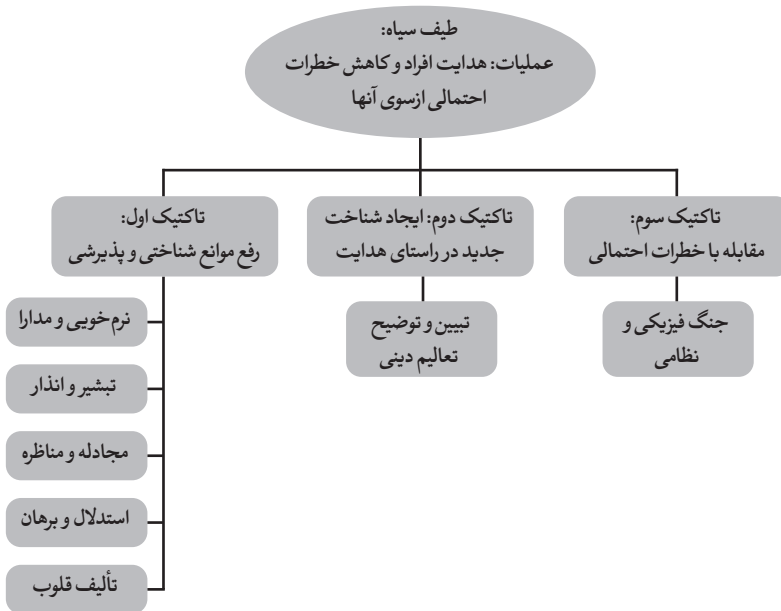 طیف سیاه:
عملیات: هدایت افراد و کاهش خطرات
احتمالی ازسوی آنها
تاکتیک اول:
رفع موانع شناختی و پذیرشی
نرم‌خویی و مدارا
تبشیر و انذار
مجادله و مناظره
استدلال و برهان
تألیف قلوب
تاکتیک دوم: ایجاد شناخت
جدید در راستای هدایت
تبیین و توضیح
تعالیم دینی
تاکتیک سوم:
مقابله با خطرات احتمالی
جنگ فیزیکی و
نظامی